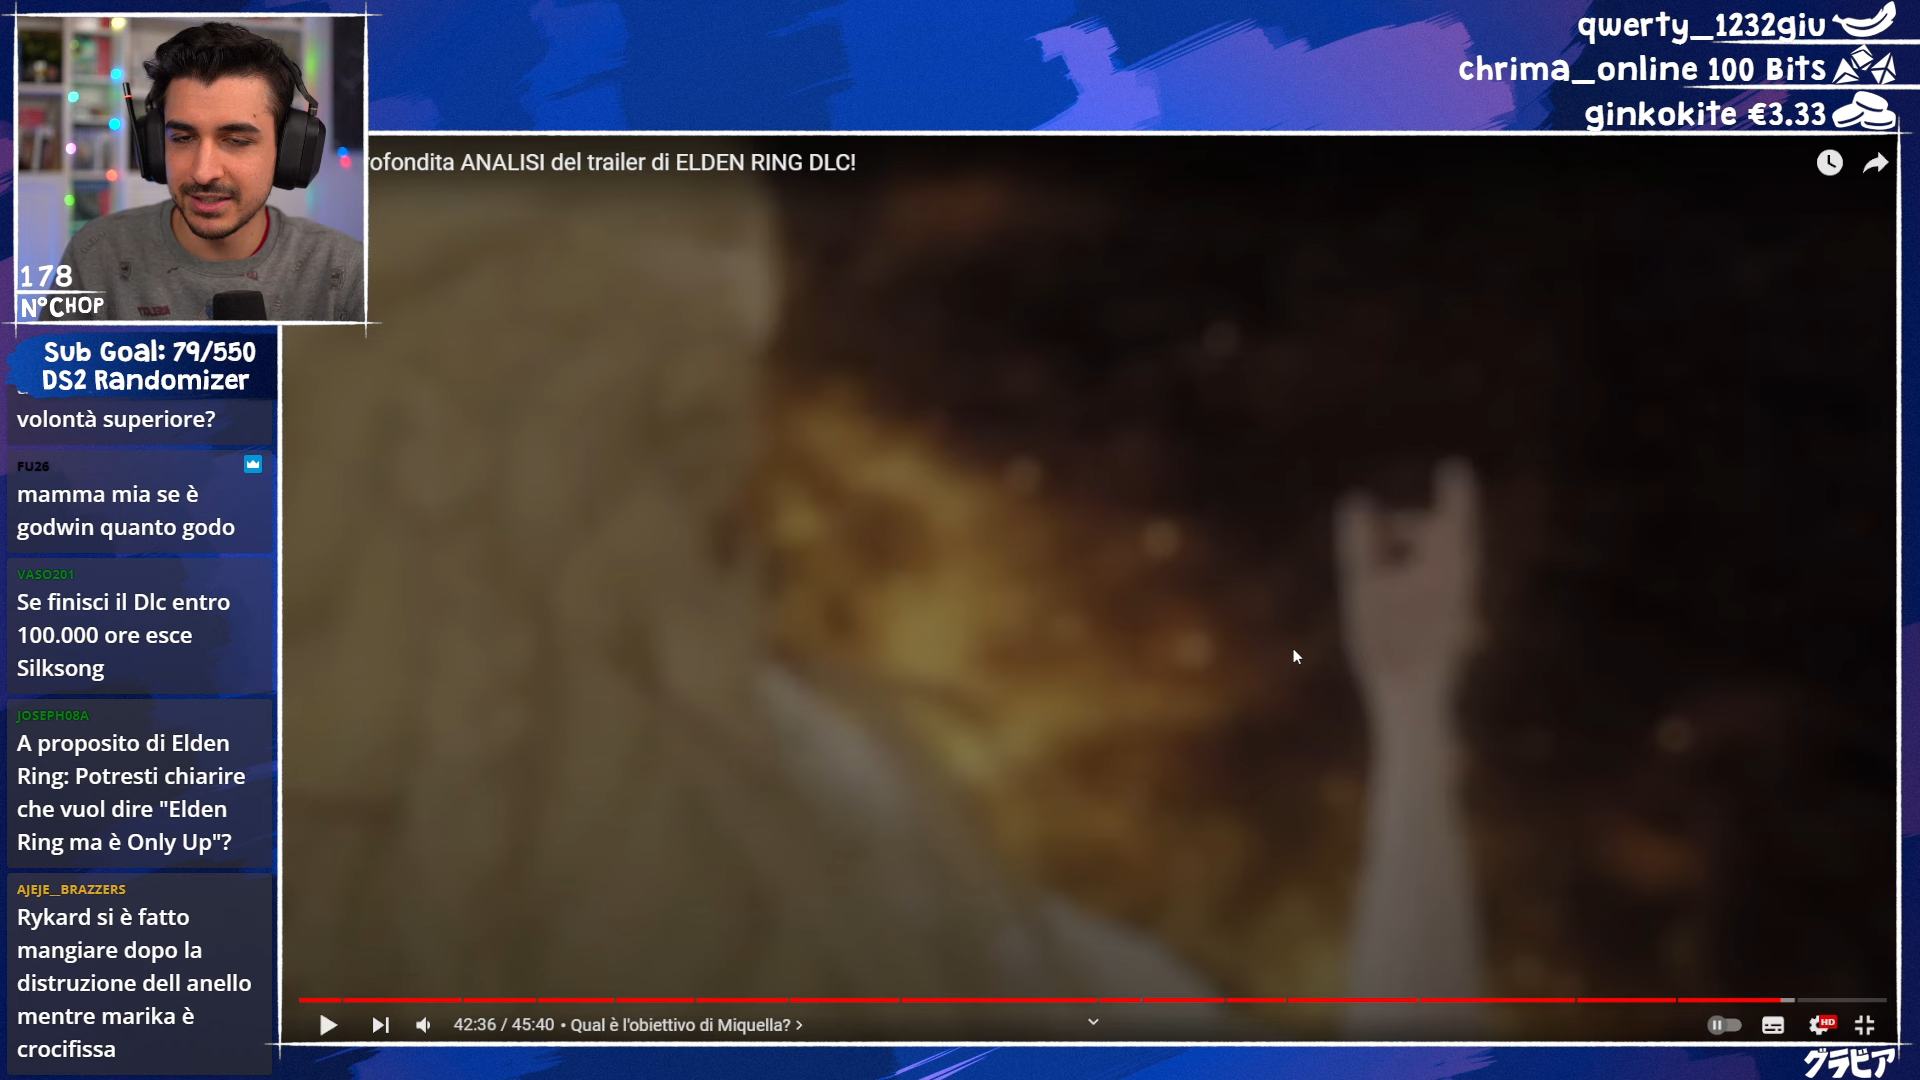 qwerty_1232giu
chrima_online 100 Bits
ginkokite €3.33
rofondita ANALISI del trailer di ELDEN RING DLC!
178
N°CHOP
Sub Goal: 79/550
DS2 Randomizer
volontà superiore?
FU26
mamma mia se è
godwin quanto godo
VASO201
Se finisci il Dlc entro
100.000 ore esce
Silksong
JOSEPH08A
A proposito di Elden
Ring: Potresti chiarire
che vuol dire "Elden
Ring ma è Only Up"?
AJEJE__BRAZZERS
Rykard si è fatto
mangiare dopo la
distruzione dell anello
mentre marika è
crocifissa
42:36 / 45:40 • Qual è l'obiettivo di Miquella? >
HD
グラビア